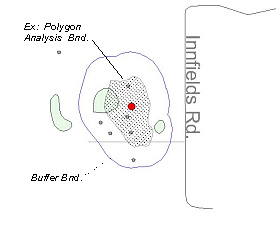 Ex: Polygon
Analysis Bnd.
Innfields Rd.
Buffer Bnd.